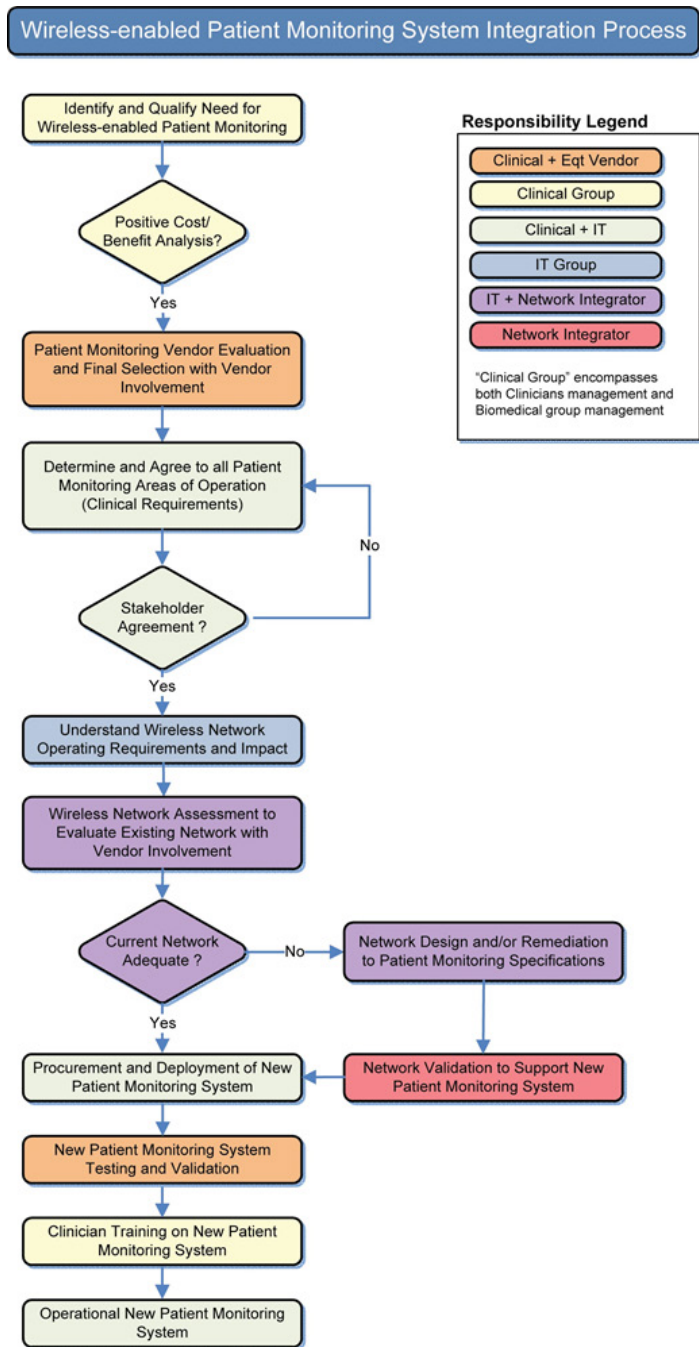 Wireless-enabled Patient Monitoring System Integration Process
Identify and Qualify Need for
Wireless-enabled Patient Monitoring
Positive Cost/
Benefit Analysis?
Yes
Patient Monitoring Vendor Evaluation
and Final Selection with Vendor
Involvement
Determine and Agree to all Patient
Monitoring Areas of Operation
(Clinical Requirements)
No
Stakeholder
Agreement ?
Yes
Understand Wireless Network
Operating Requirements and Impact
Wireless Network Assessment to
Evaluate Existing Network with
Vendor Involvement
Current Network
Adequate ?
No
Network Design and/or Remediation
to Patient Monitoring Specifications
Yes
Procurement and Deployment of New
Patient Monitoring System
Network Validation to Support New
Patient Monitoring System
New Patient Monitoring System
Testing and Validation
Clinician Training on New Patient
Monitoring System
Operational New Patient Monitoring
System
Responsibility Legend
Clinical + Eqt Vendor
Clinical Group
Clinical + IT
IT Group
IT + Network Integrator
Network Integrator
“Clinical Group” encompasses
both Clinicians management and
Biomedical group management